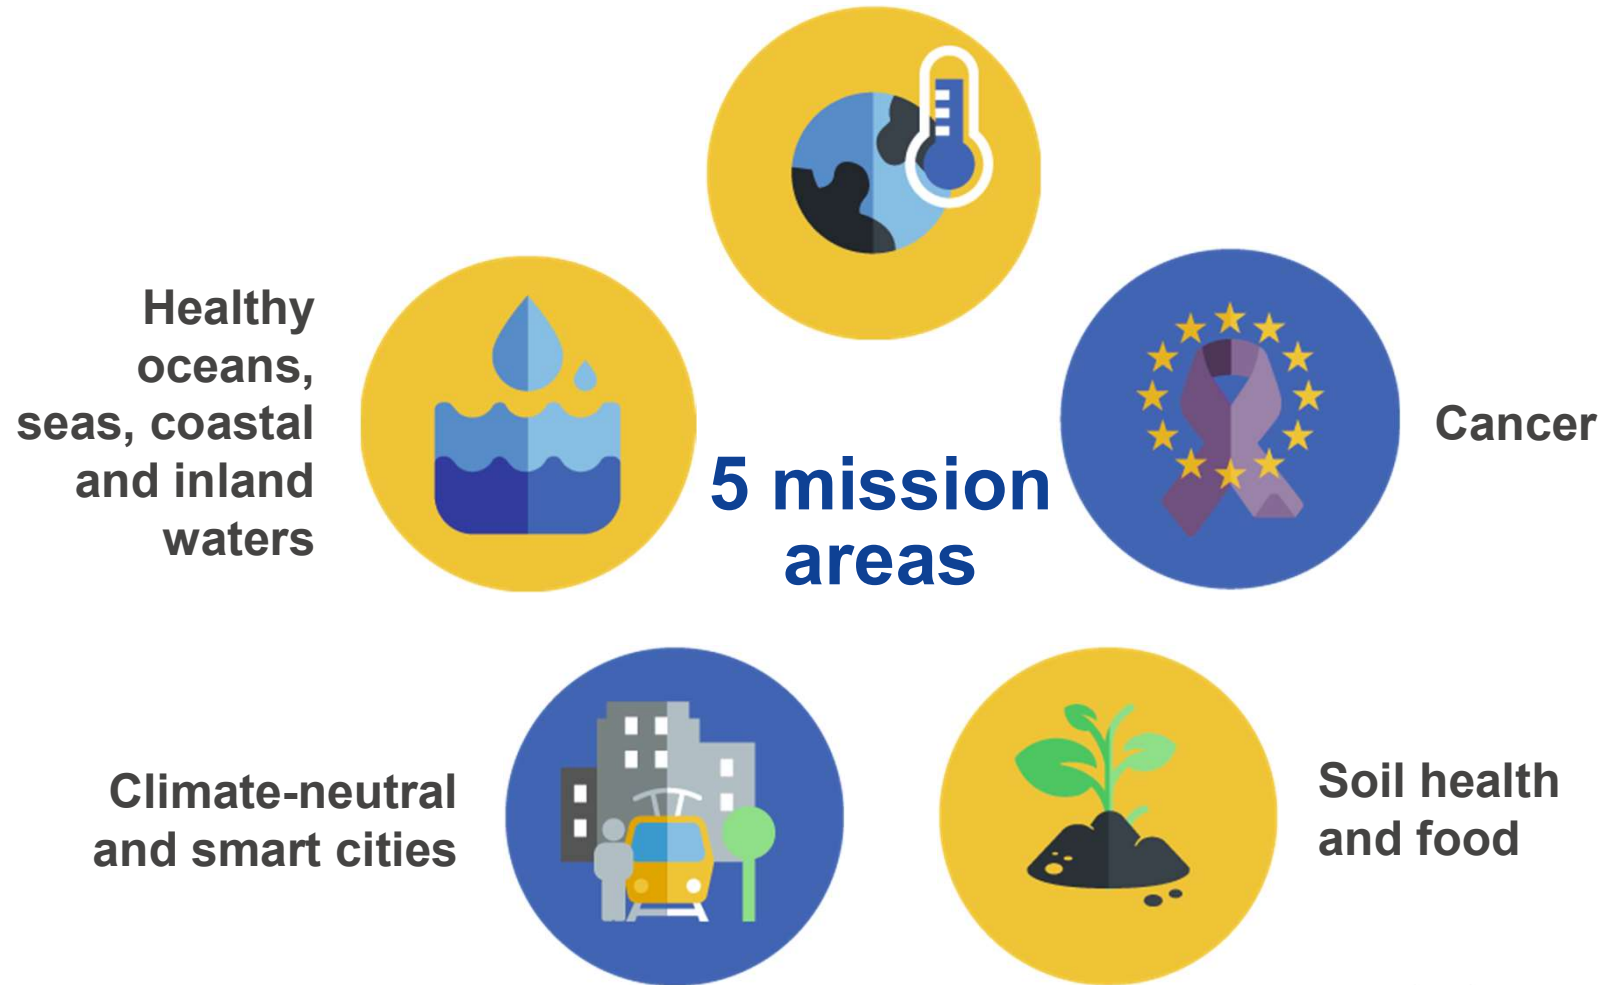 Healthy
oceans,
seas, coastal
and inland
waters
5 mission
areas
Cancer
Climate-neutral
and smart cities
Soil health
and food